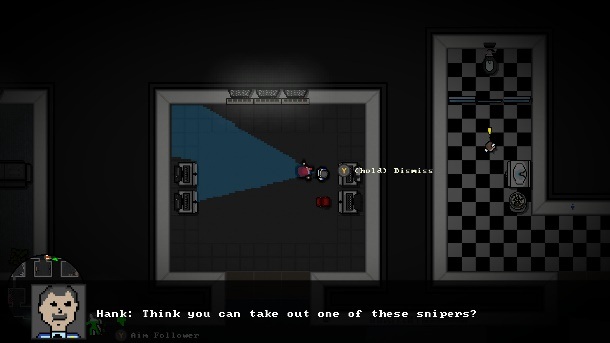 Y (hold) Dismiss
Hank: Think you can take out one of these snipers?
Y Aim Follower